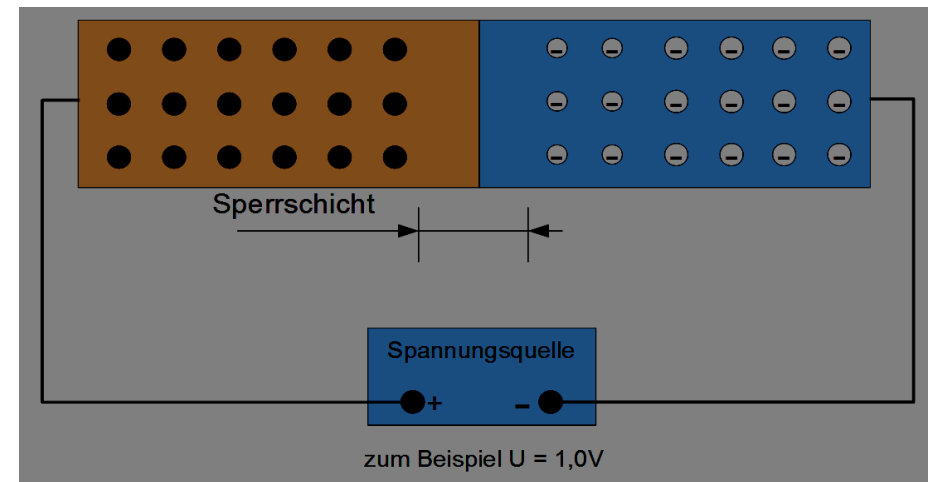 Sperrschicht
Spannungsquelle
+ –
zum Beispiel U = 1,0V